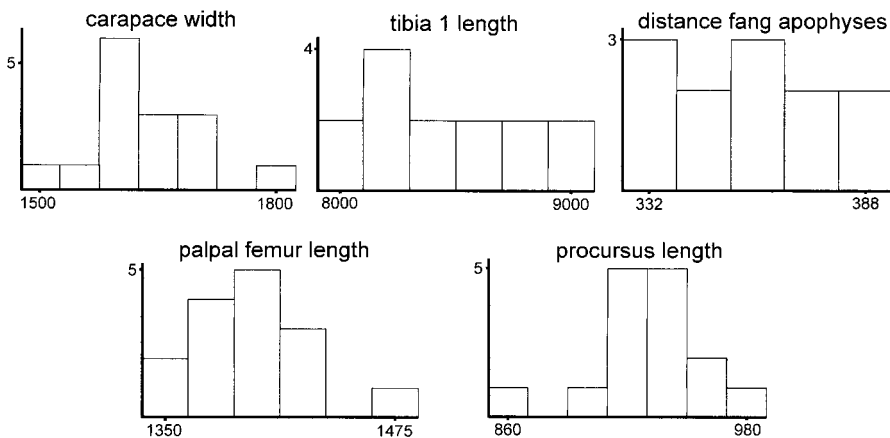 carapace width
5
1500 1800
tibia 1 length
4
8000 9000
distance fang apophyses
3
332 388
palpal femur length
5
1350 1475
procursus length
5
860 980